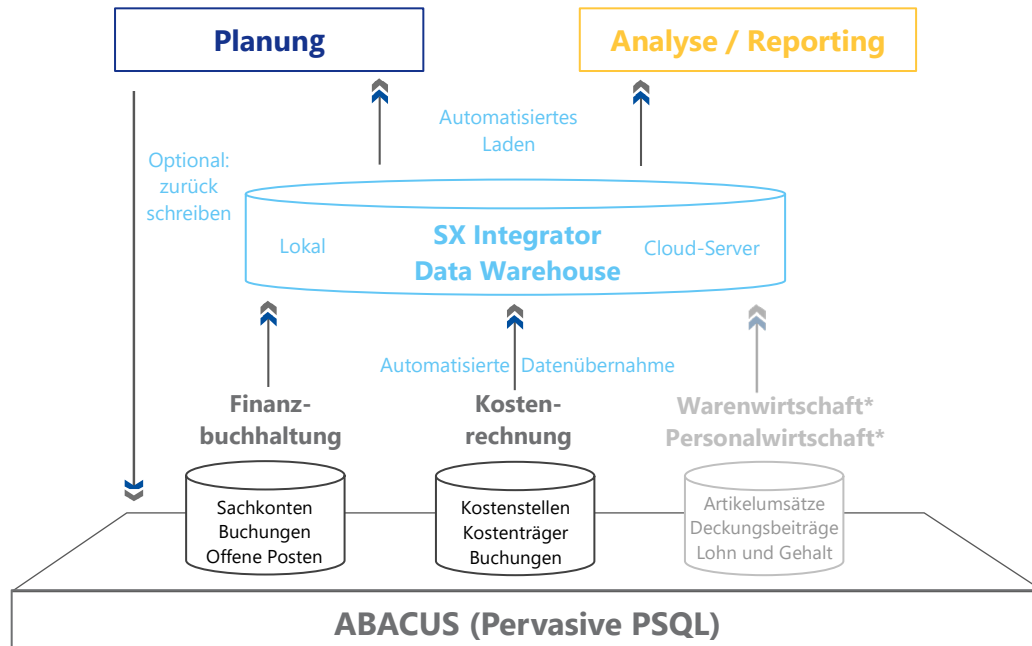 Planung
Analyse / Reporting
Automatisiertes
Laden
Optional:
zurück
schreiben
Lokal
SX Integrator
Data Warehouse
Cloud-Server
Automatisierte Datenübernahme
Finanz-
buchhaltung
Kosten-
rechnung
Warenwirtschaft*
Personalwirtschaft*
Sachkonten
Buchungen
Offene Posten
Kostenstellen
Kostenträger
Buchungen
Artikelumsätze
Deckungsbeiträge
Lohn und Gehalt
ABACUS (Pervasive PSQL)